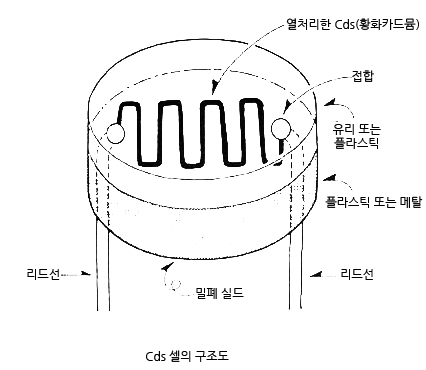 열처리한 Cds(황화카드뮴)
접합
유리 또는
플라스틱
플라스틱 또는 메탈
리드선
리드선
밀폐 실드
Cds 셀의 구조도